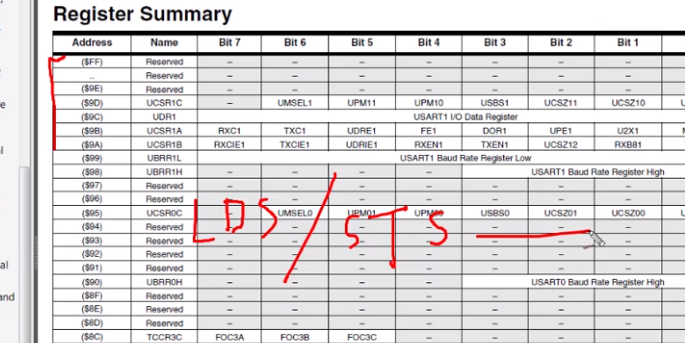 Register Summary
Address Name Bit 7 Bit 6 Bit 5 Bit 4 Bit 3 Bit 2 Bit 1
($FF) Reserved – – – – – – –
.. Reserved – – – – – – –
($9E) Reserved – – – – – – –
($9D) UCSR1C – UMSEL1 UPM11 UPM10 USBS1 UCSZ11 UCSZ10
($9C) UDR1 USART1 I/O Data Register
($9B) UCSR1A RXC1 TXC1 UDRE1 FE1 DOR1 UPE1 U2X1
($9A) UCSR1B RXCIE1 TXCIE1 UDRIE1 RXEN1 TXEN1 UCSZ12 RXB81
($99) UBRR1L USART1 Baud Rate Register Low
($98) UBRR1H – – – – USART1 Baud Rate Register High
($97) Reserved – – – – – – –
($96) Reserved – – – – – –
($95) UCSR0C – UMSEL0 UPM01 UPM00 USBS0 UCSZ01 UCSZ00
LDS/STS
($94) Reserved – – – – – – –
($93) Reserved – – – – – –
($92) Reserved – – – – – – –
($91) Reserved – – – – – – –
($90) UBRR0H – – – – USART0 Baud Rate Register High
($8F) Reserved – – – – – – –
($8E) Reserved – – – – – – –
($8D) Reserved – – – – – – –
($8C) TCCR3C FOC3A FOC3B FOC3C – – – –
al
and